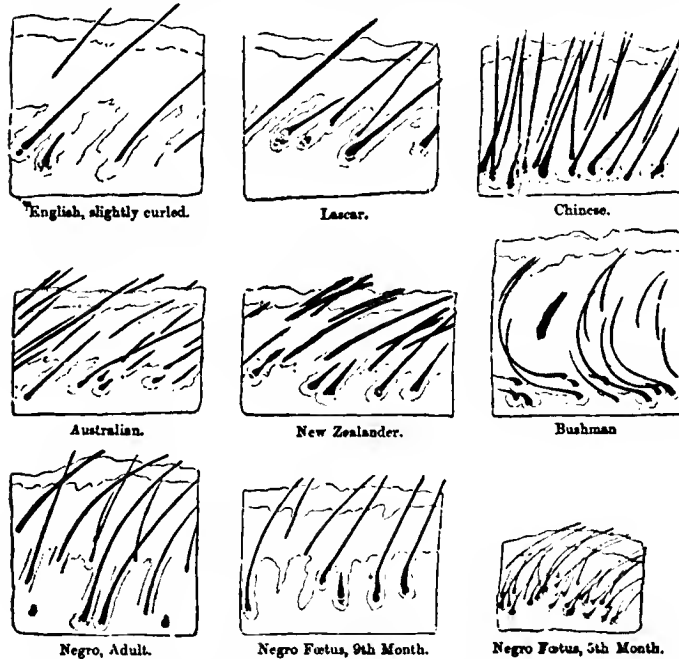 English, slightly curled.
Lascar.
Chinese.
Australian.
New Zealander.
Bushman
Negro, Adult.
Negro Fœtus, 9th Month.
Negro Fœtus, 5th Month.